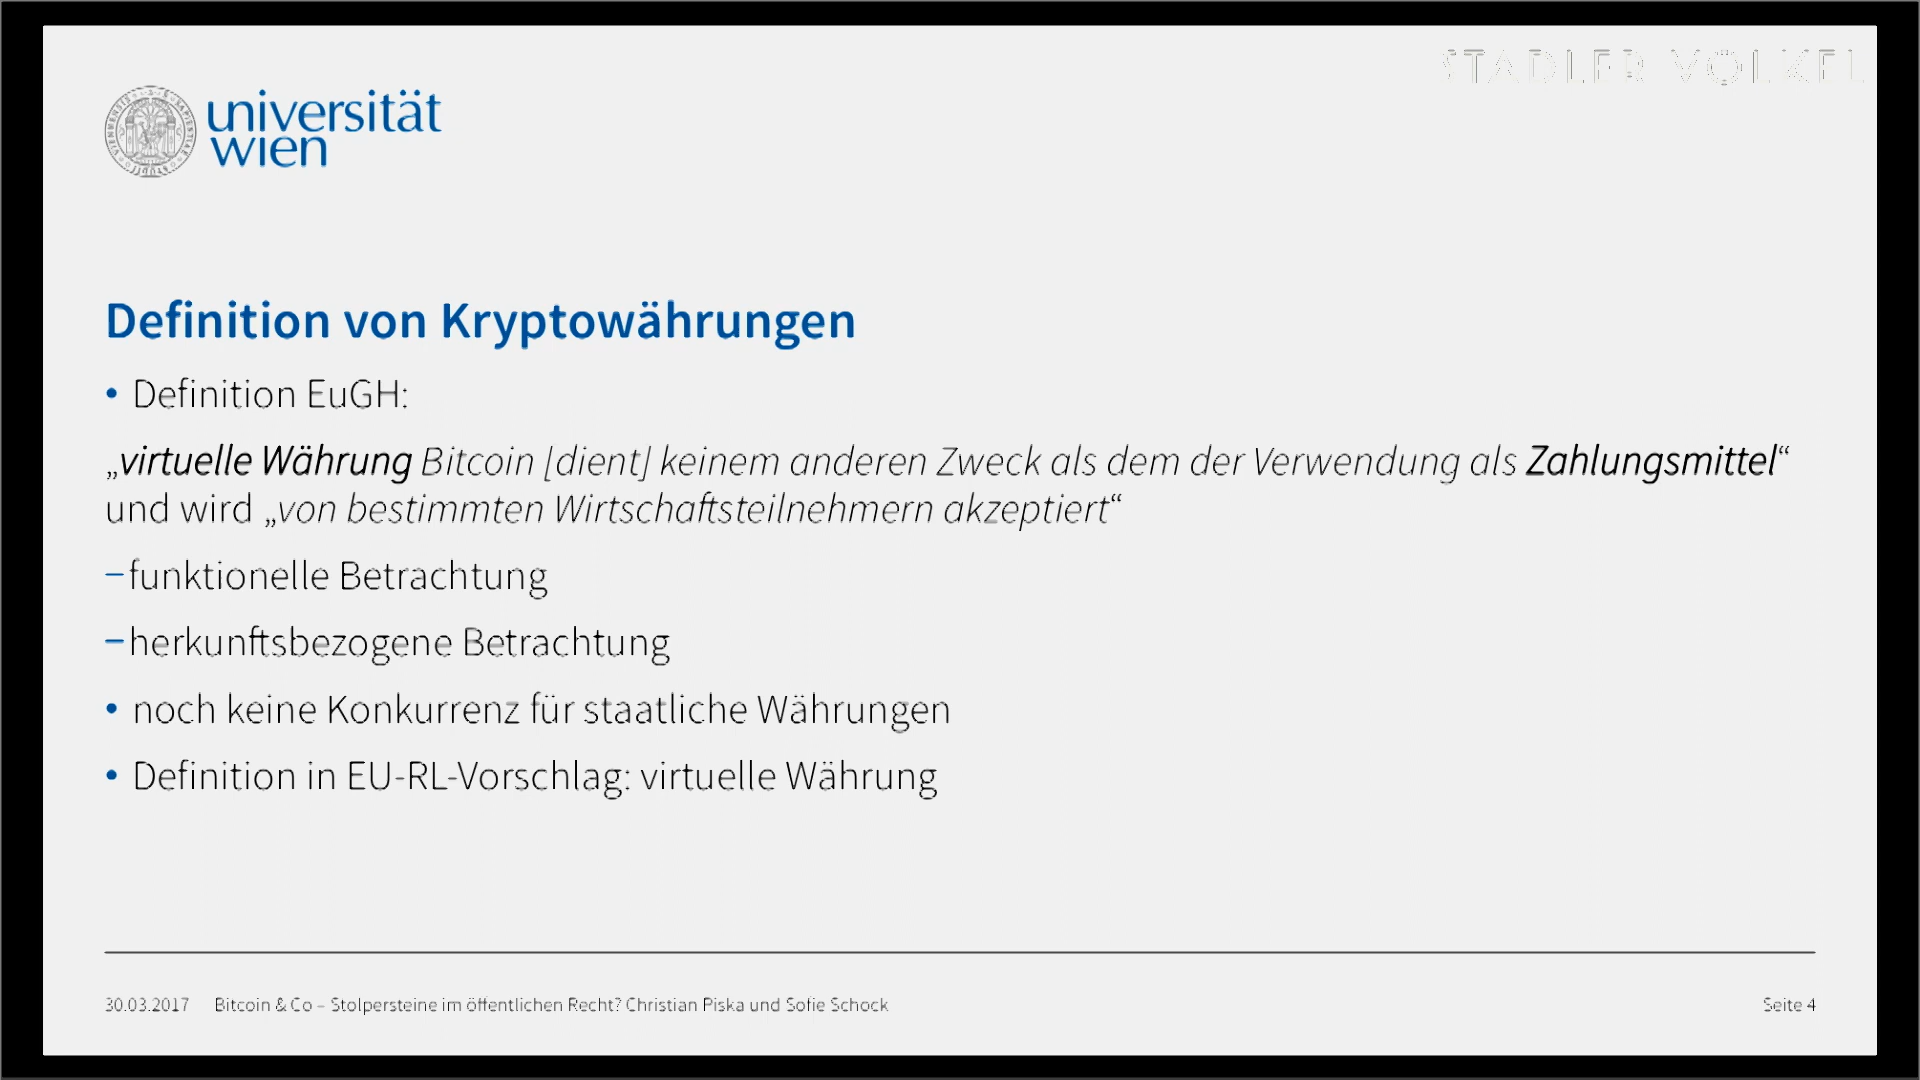 STADLER VÖLKEL
universität
wien
Definition von Kryptowährungen
• Definition EuGH:
„virtuelle Währung Bitcoin [dient] keinem anderen Zweck als dem der Verwendung als Zahlungsmittel“
und wird „von bestimmten Wirtschaftsteilnehmern akzeptiert“
–funktionelle Betrachtung
–herkunftsbezogene Betrachtung
• noch keine Konkurrenz für staatliche Währungen
• Definition in EU-RL-Vorschlag: virtuelle Währung
30.03.2017 Bitcoin & Co – Stolpersteine im öffentlichen Recht? Christian Piska und Sofie Schock Seite 4